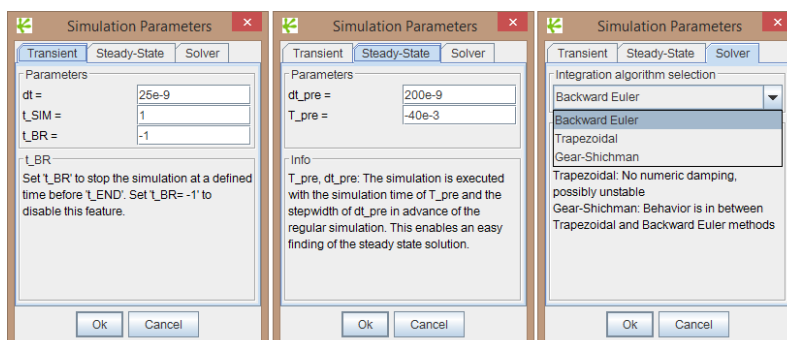 Simulation Parameters
Transient
Steady-State
Solver
Parameters
dt =
25e-9
t_SIM =
1
t_BR =
-1
t_BR
Set 't_BR' to stop the simulation at a defined
time before 't_END'. Set 't_BR= -1' to
disable this feature.
Ok
Cancel
Simulation Parameters
Transient
Steady-State
Solver
Parameters
dt_pre =
200e-9
T_pre =
-40e-3
Info
T_pre, dt_pre: The simulation is executed
with the simulation time of T_pre and the
stepwidth of dt_pre in advance of the
regular simulation. This enables an easy
finding of the steady state solution.
Ok
Cancel
Simulation Parameters
Transient
Steady-State
Solver
Integration algorithm selection
Backward Euler
Backward Euler
Trapezoidal
Gear-Shichman
Trapezoidal: No numeric damping,
possibly unstable
Gear-Shichman: Behavior is in between
Trapezoidal and Backward Euler methods
Ok
Cancel